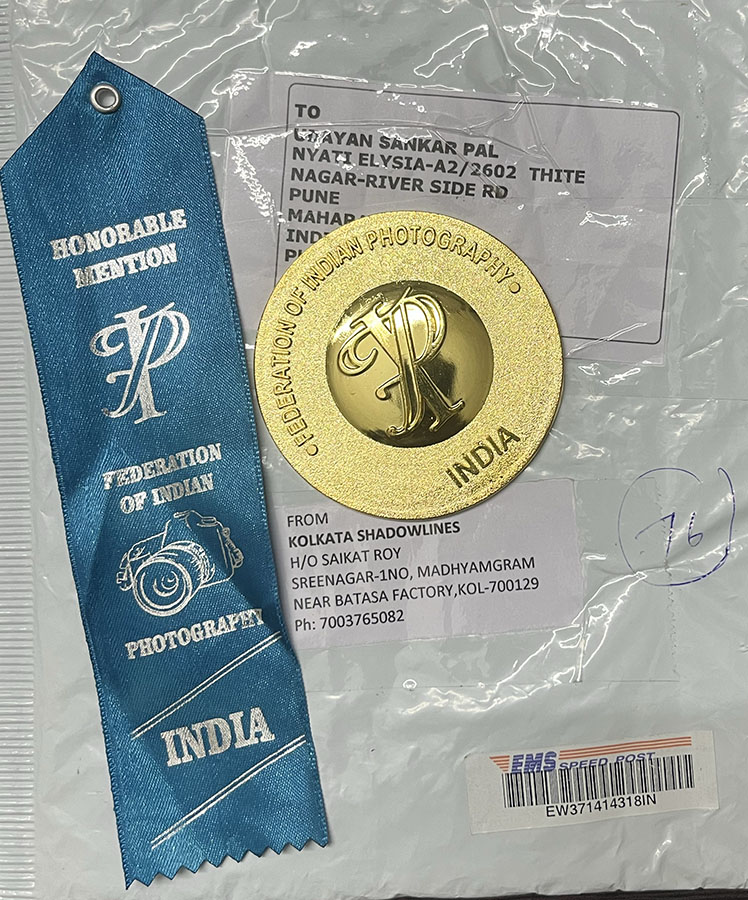 HONORABLE
MENTION
FIP
FEDERATION
OF INDIAN
PHOTOGRAPHY
INDIA
TO
UDAYAN SANKAR PAL
NYATI ELYSIA-A2/2602 THITE
NAGAR-RIVER SIDE RD
PUNE
•FEDERATION OF INDIAN PHOTOGRAPHY•
FIP
INDIA
FROM
KOLKATA SHADOWLINES
H/O SAIKAT ROY
SREENAGAR-1NO, MADHYAMGRAM
NEAR BATASA FACTORY,KOL-700129
Ph: 7003765082
76
EMS SPEED POST
EW371414318IN